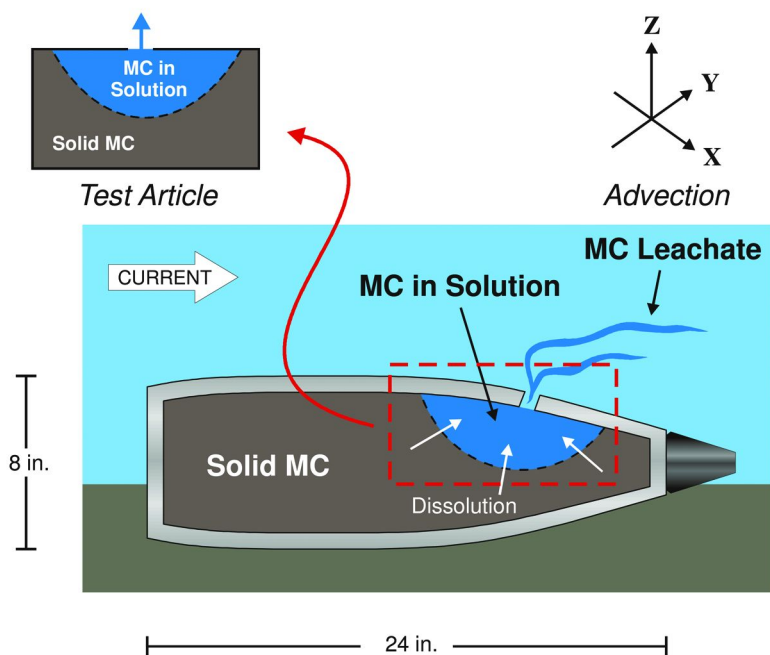 MC in
Solution
Solid MC
Test Article
Z
Y
X
Advection
CURRENT
MC Leachate
MC in Solution
Solid MC
Dissolution
8 in.
24 in.